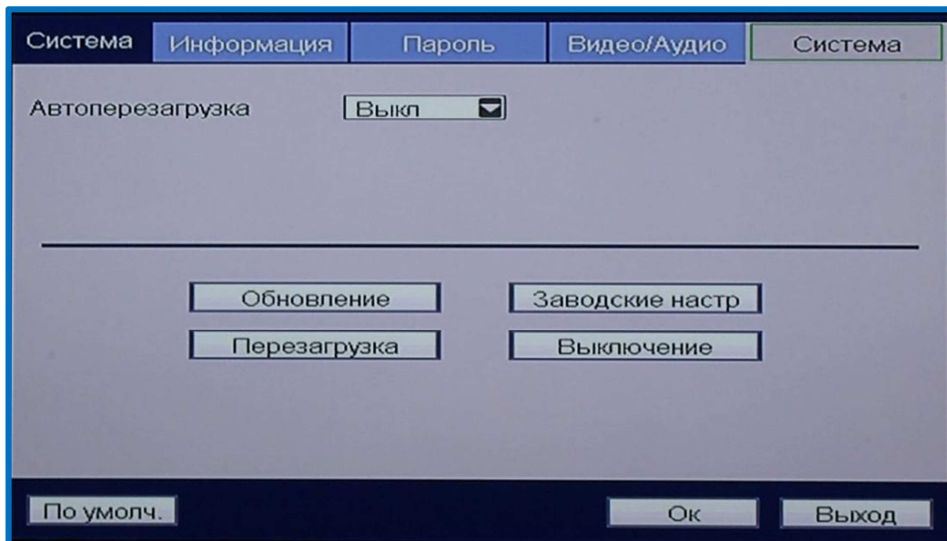 Система Информация Пароль Видео/Аудио Система
Автоперезагрузка Выкл
Обновление Заводские настр
Перезагрузка Выключение
По умолч. Ок Выход